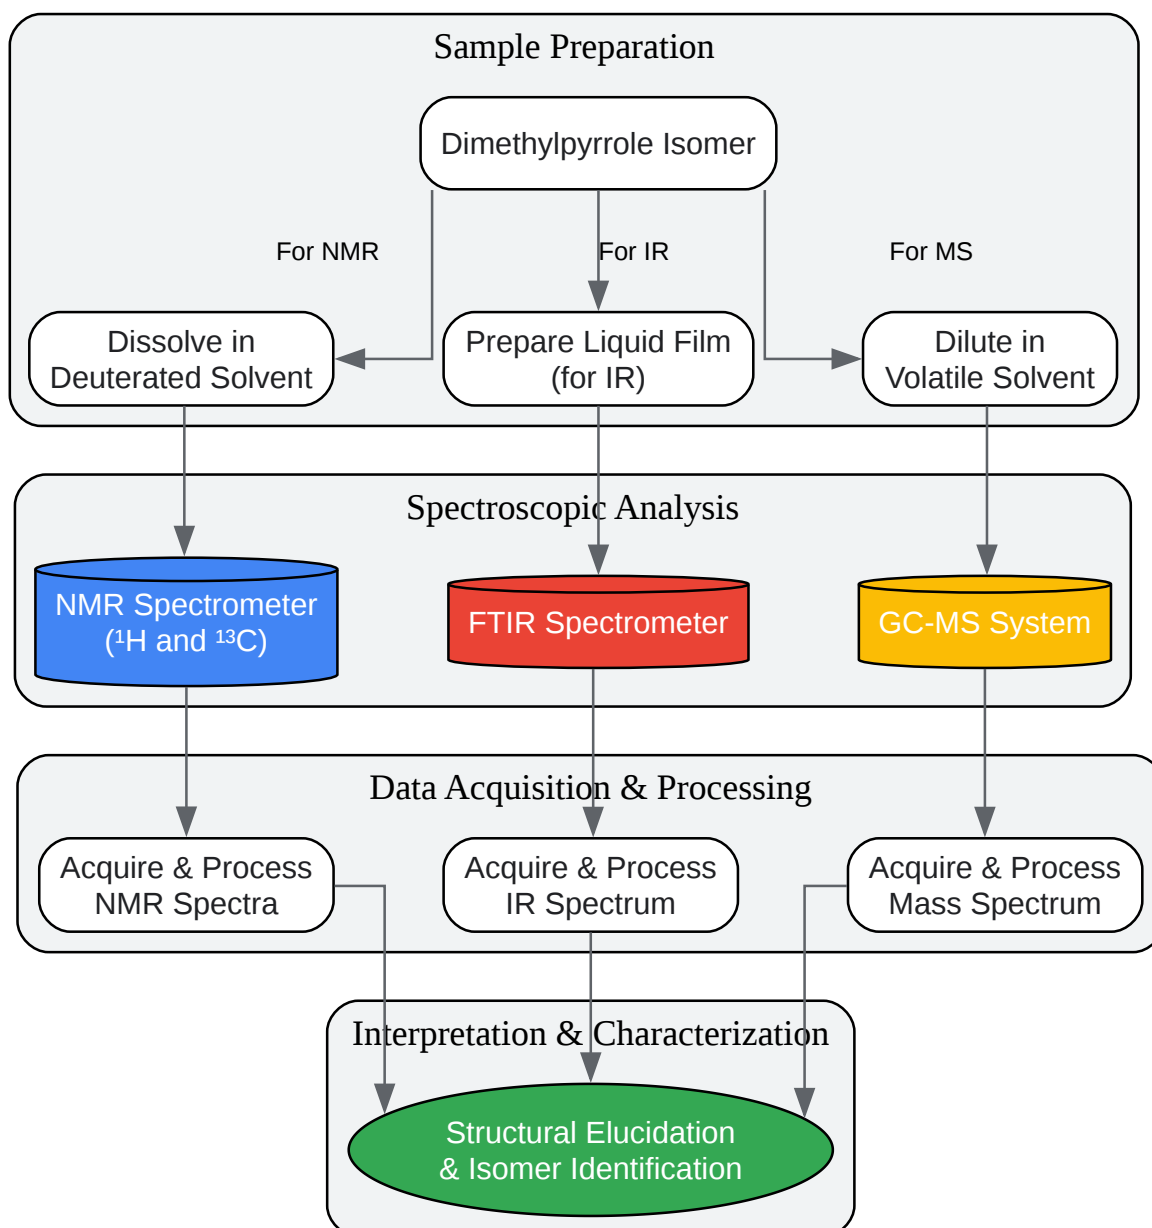 Sample Preparation
Dimethylpyrrole Isomer
For NMR
For IR
For MS
Dissolve in
Deuterated Solvent
Prepare Liquid Film
(for IR)
Dilute in
Volatile Solvent
Spectroscopic Analysis
NMR Spectrometer
(¹H and ¹³C)
FTIR Spectrometer
GC-MS System
Data Acquisition & Processing
Acquire & Process
NMR Spectra
Acquire & Process
IR Spectrum
Acquire & Process
Mass Spectrum
Interpretation & Characterization
Structural Elucidation
& Isomer Identification